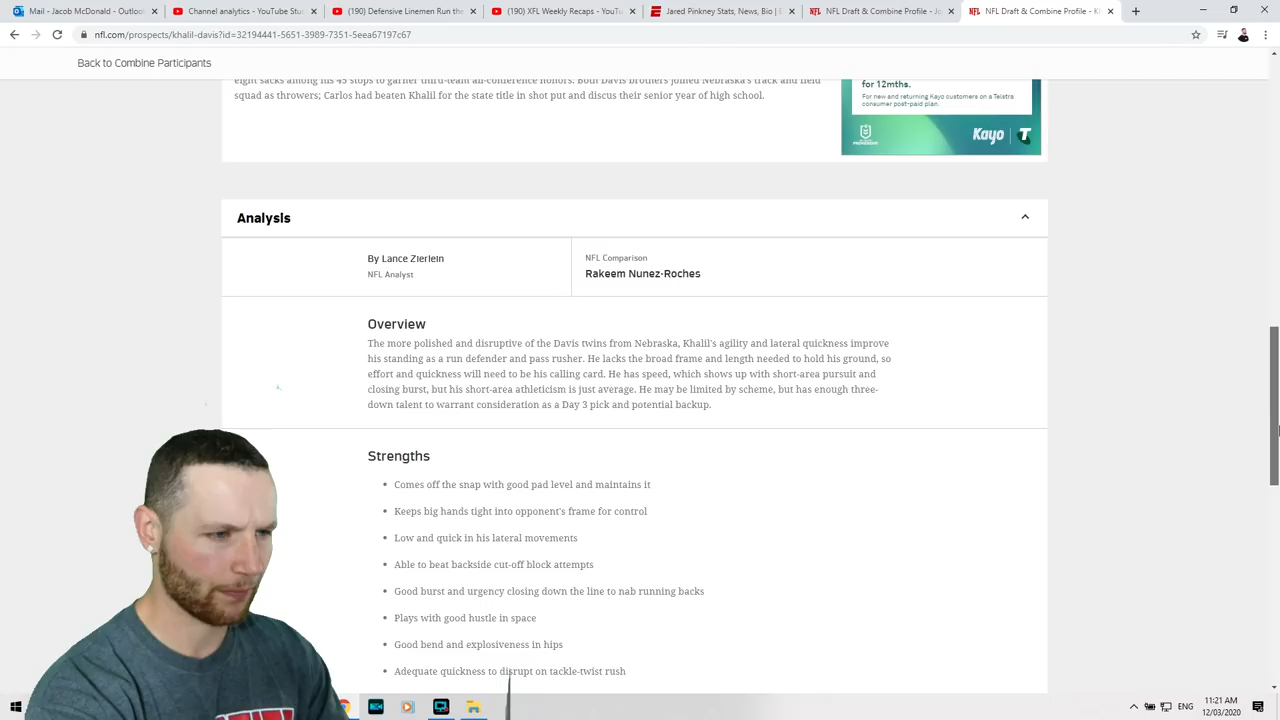 Mail - Jacob McDonald - Outloo
Channel analytics - YouTube Stu
(190) Defensive Linemen Run the
(190) XFL Weekly Recaps - YouTu
Jared Pinkney Stats, News, Bio | E
NFL Draft & Combine Profile - Jo
NFL Draft & Combine Profile - K
nfl.com/prospects/khalil-davis?id=32194441-5651-3989-7351-5eea67197c67
Back to Combine Participants
eight sacks among his 45 stops to garner third-team all-conference honors. Both Davis brothers joined Nebraska's track and field
squad as throwers; Carlos had beaten Khalil for the state title in shot put and discus their senior year of high school.
for 12mths.
For new and returning Kayo customers on a Telstra
consumer post-paid plan.
Kayo
T
Analysis
By Lance Zierlein
NFL Analyst
NFL Comparison
Rakeem Nunez-Roches
Overview
The more polished and disruptive of the Davis twins from Nebraska, Khalil's agility and lateral quickness improve
his standing as a run defender and pass rusher. He lacks the broad frame and length needed to hold his ground, so
effort and quickness will need to be his calling card. He has speed, which shows up with short-area pursuit and
closing burst, but his short-area athleticism is just average. He may be limited by scheme, but has enough three-
down talent to warrant consideration as a Day 3 pick and potential backup.
Strengths
• Comes off the snap with good pad level and maintains it
• Keeps big hands tight into opponent's frame for control
• Low and quick in his lateral movements
• Able to beat backside cut-off block attempts
• Good burst and urgency closing down the line to nab running backs
• Plays with good hustle in space
• Good bend and explosiveness in hips
• Adequate quickness to disrupt on tackle-twist rush
ENG
11:21 AM
12/03/2020